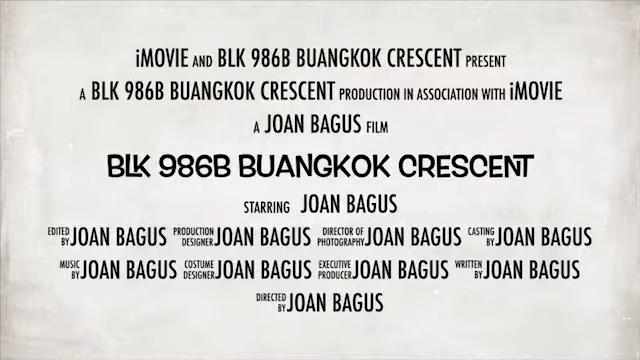 iMOVIE AND BLK 986B BUANGKOK CRESCENT PRESENT
A BLK 986B BUANGKOK CRESCENT PRODUCTION IN ASSOCIATION WITH iMOVIE
A JOAN BAGUS FILM
BLK 986B BUANGKOK CRESCENT
STARRING JOAN BAGUS
EDITED BY JOAN BAGUS PRODUCTION DESIGNER JOAN BAGUS DIRECTOR OF PHOTOGRAPHY JOAN BAGUS CASTING BY JOAN BAGUS
MUSIC BY JOAN BAGUS COSTUME DESIGNER JOAN BAGUS EXECUTIVE PRODUCER JOAN BAGUS WRITTEN BY JOAN BAGUS
DIRECTED BY JOAN BAGUS